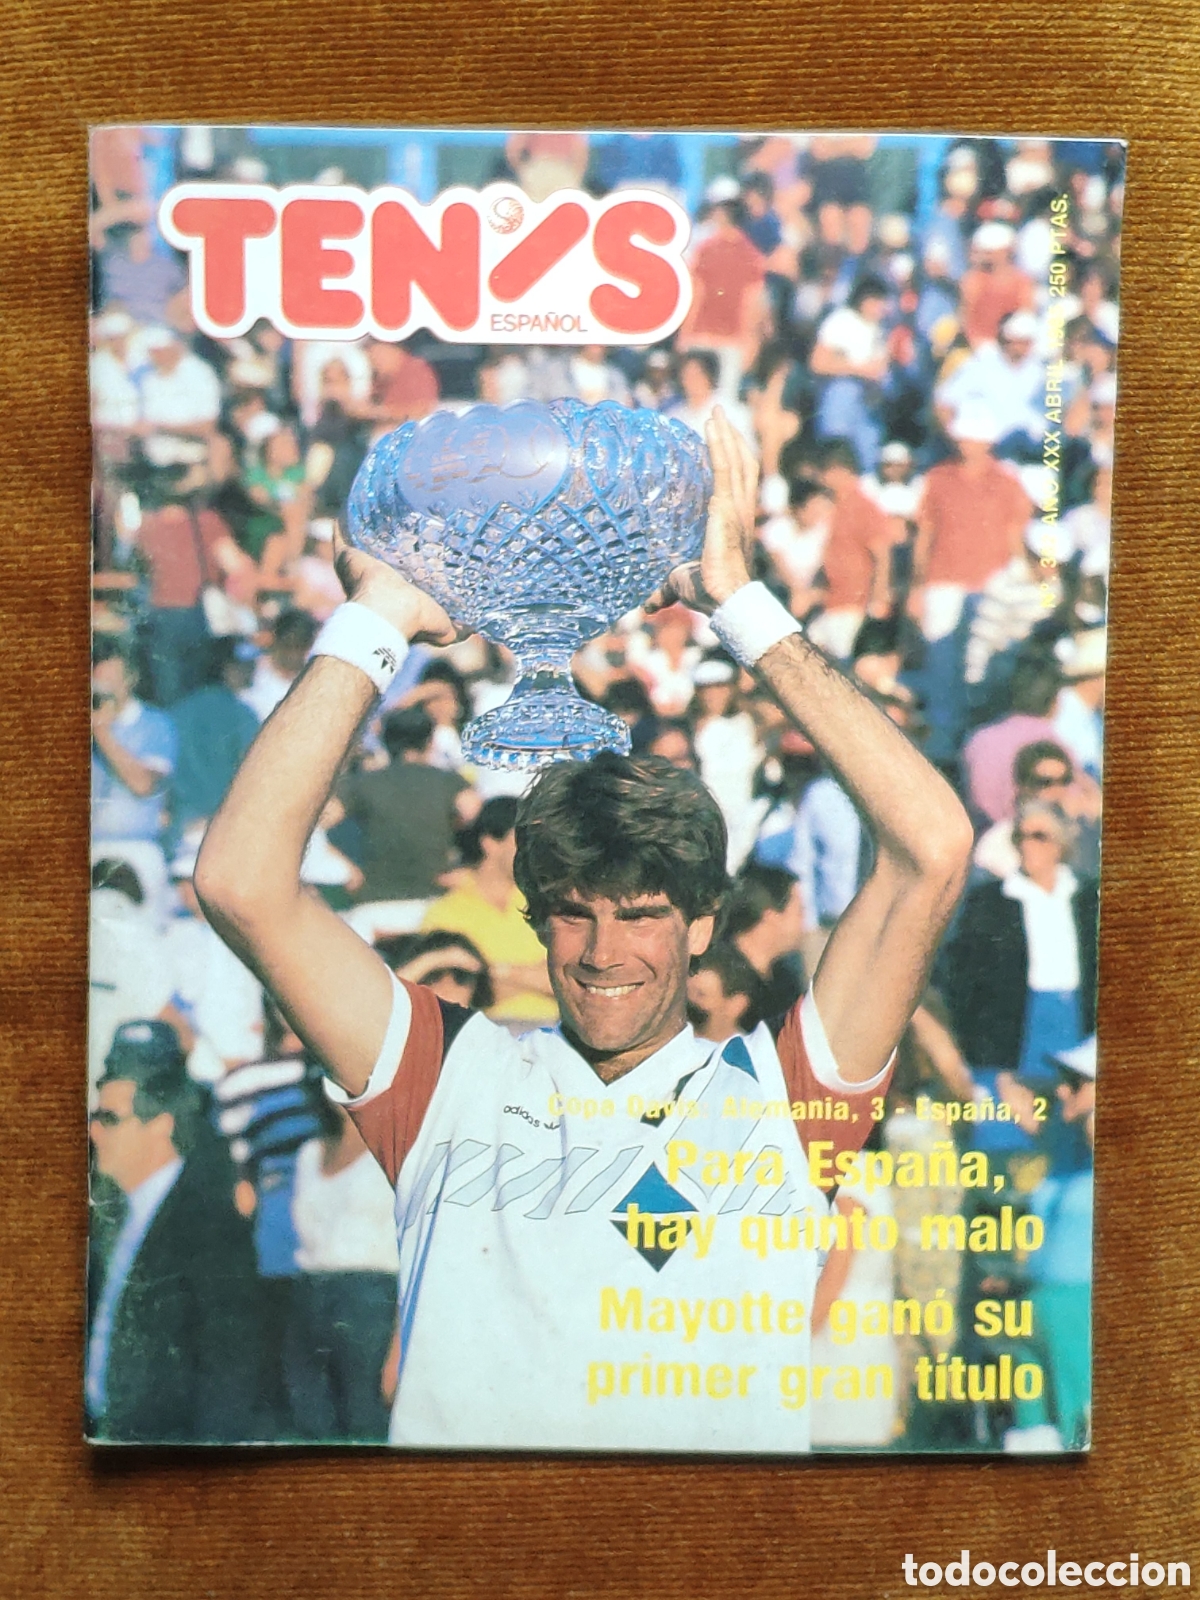 TENIS
ESPAÑOL
AÑO XXX ABRIL 250 PTAS.
adidas
Copa Davis: Alemania, 3 - España, 2
Para España,
hay quinto malo
Mayotte ganó su
primer gran título
todocoleccion